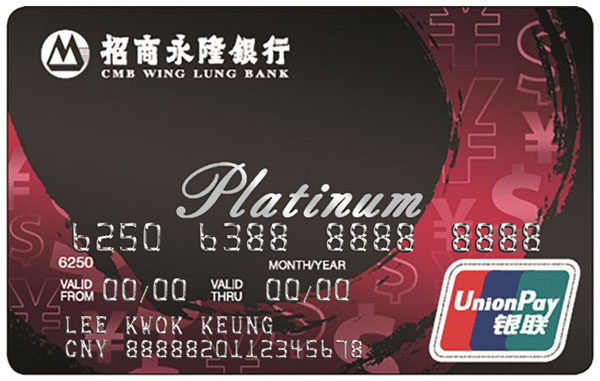 招商永隆銀行
CMB WING LUNG BANK
Platinum
6250 6388 8888 8888
6250
MONTH/YEAR
VALID FROM 00/00 VALID THRU 00/00
LEE KWOK KEUNG
CNY 8888820112345678
UnionPay
银联